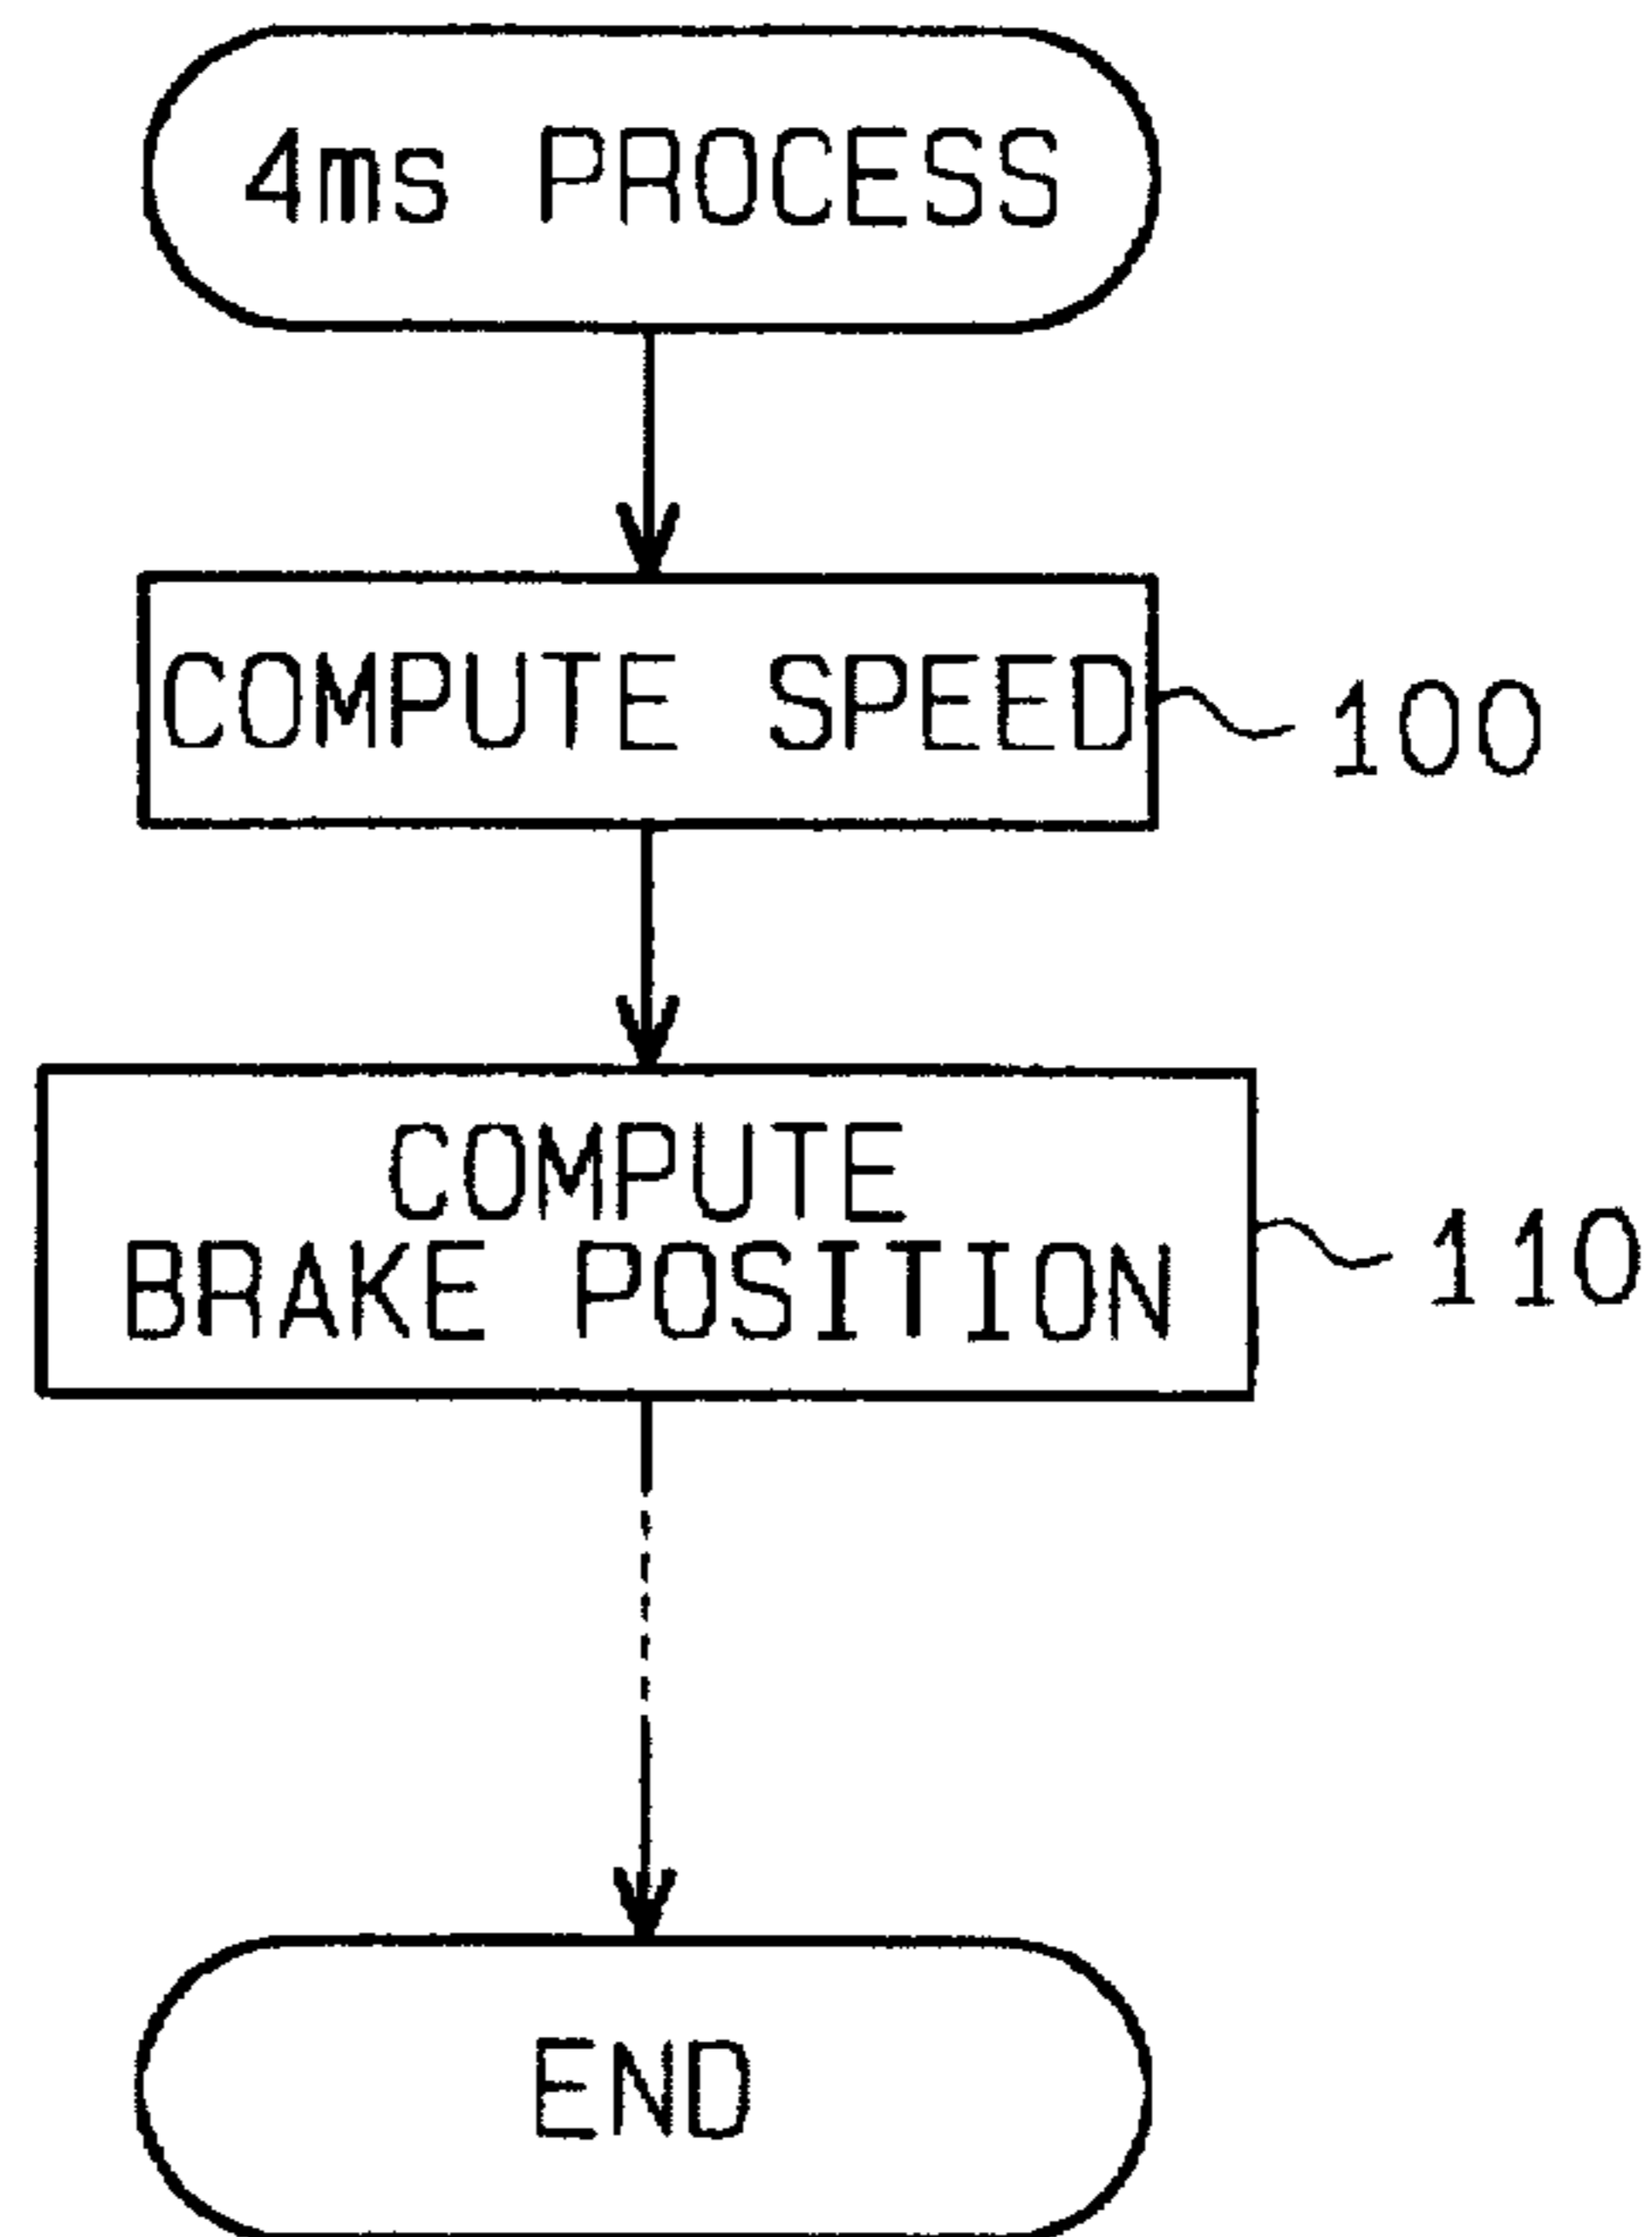 4ms PROCESS
COMPUTE SPEED
100
COMPUTE
BRAKE POSITION
110
END